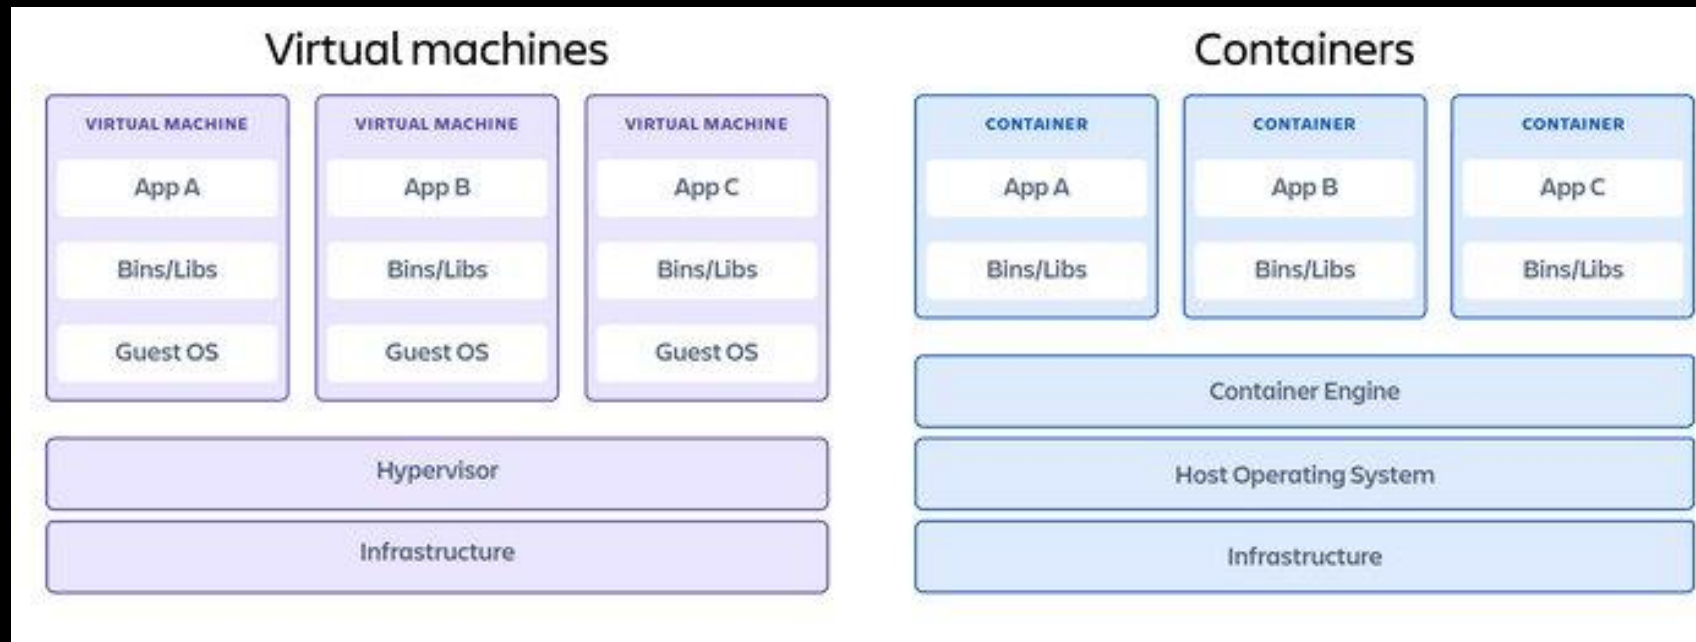 Virtual machines
VIRTUAL MACHINE
App A
Bins/Libs
Guest OS
VIRTUAL MACHINE
App B
Bins/Libs
Guest OS
VIRTUAL MACHINE
App C
Bins/Libs
Guest OS
Hypervisor
Infrastructure
Containers
CONTAINER
App A
Bins/Libs
CONTAINER
App B
Bins/Libs
CONTAINER
App C
Bins/Libs
Container Engine
Host Operating System
Infrastructure